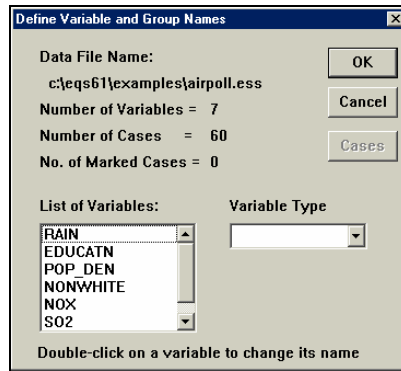 Define Variable and Group Names
Data File Name:
c:\eqs61\examples\airpoll.ess
Number of Variables = 7
Number of Cases = 60
No. of Marked Cases = 0
OK
Cancel
Cases
List of Variables:
Variable Type
RAIN
EDUCATN
POP_DEN
NONWHITE
NOX
SO2
Double-click on a variable to change its name